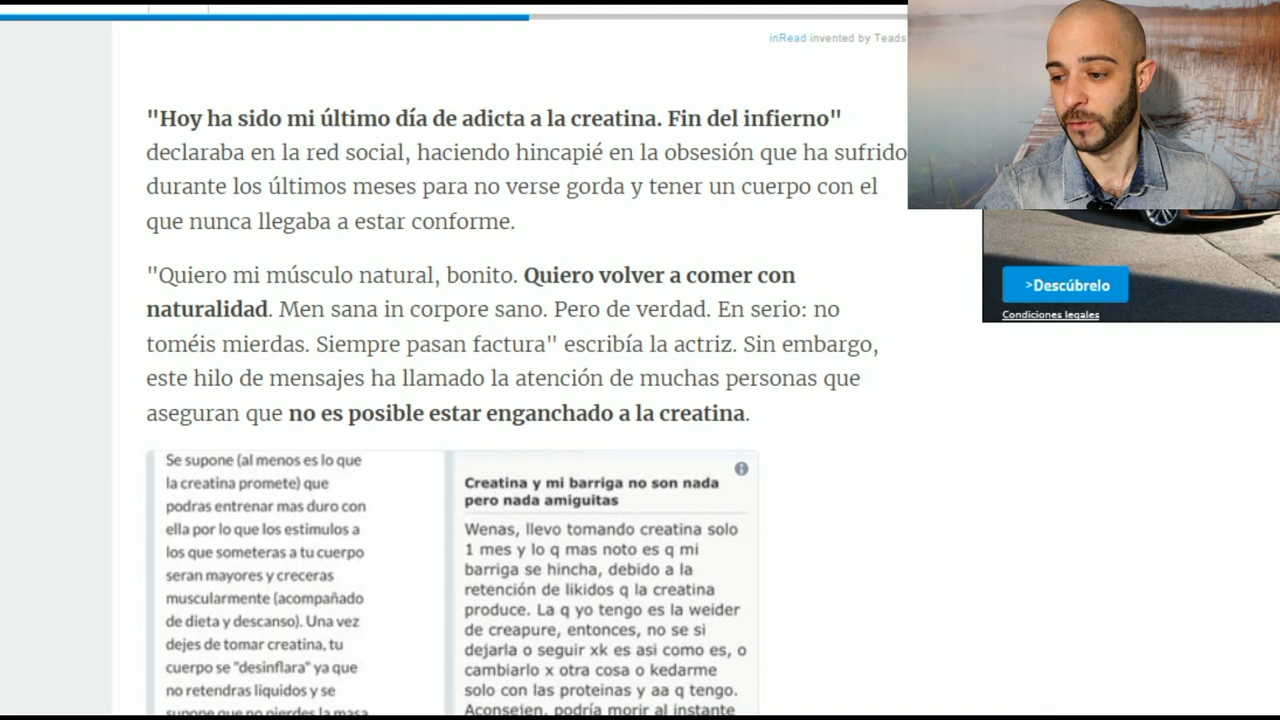 inRead invented by Teads
"Hoy ha sido mi último día de adicta a la creatina. Fin del infierno"
declaraba en la red social, haciendo hincapié en la obsesión que ha sufrido
durante los últimos meses para no verse gorda y tener un cuerpo con el
que nunca llegaba a estar conforme.
"Quiero mi músculo natural, bonito. Quiero volver a comer con
naturalidad. Men sana in corpore sano. Pero de verdad. En serio: no
toméis mierdas. Siempre pasan factura" escribía la actriz. Sin embargo,
este hilo de mensajes ha llamado la atención de muchas personas que
aseguran que no es posible estar enganchado a la creatina.
Se supone (al menos es lo que
la creatina promete) que
podras entrenar mas duro con
ella por lo que los estimulos a
los que someteras a tu cuerpo
seran mayores y creceras
muscularmente (acompañado
de dieta y descanso). Una vez
dejes de tomar creatina, tu
cuerpo se "desinflara" ya que
no retendras liquidos y se
supone que no pierdes la masa
Creatina y mi barriga no son nada
pero nada amiguitas
Wenas, llevo tomando creatina solo
1 mes y lo q mas noto es q mi
barriga se hincha, debido a la
retención de likidos q la creatina
produce. La q yo tengo es la weider
de creapure, entonces, no se si
dejarla o seguir xk es asi como es, o
cambiarlo x otra cosa o kedarme
solo con las proteinas y aa q tengo.
Aconsejen, podría morir al instante
>Descúbrelo
Condiciones legales